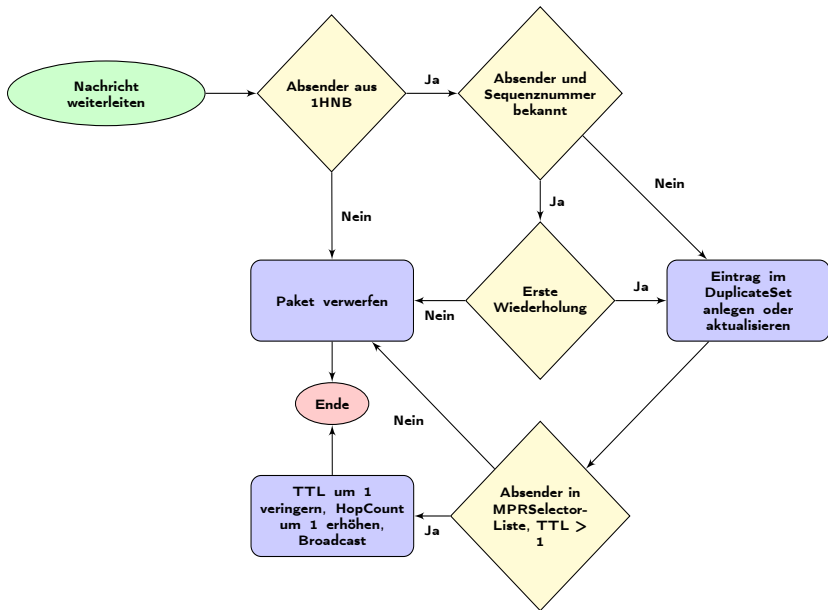 Nachricht
weiterleiten
Absender aus
1HNB
Ja
Absender und
Sequenznummer
bekannt
Nein
Ja
Nein
Paket verwerfen
Nein
Erste
Wiederholung
Ja
Eintrag im
DuplicateSet
anlegen oder
aktualisieren
Ende
Nein
TTL um 1
veringern, HopCount
um 1 erhöhen,
Broadcast
Ja
Absender in
MPRSelector-
Liste, TTL >
1